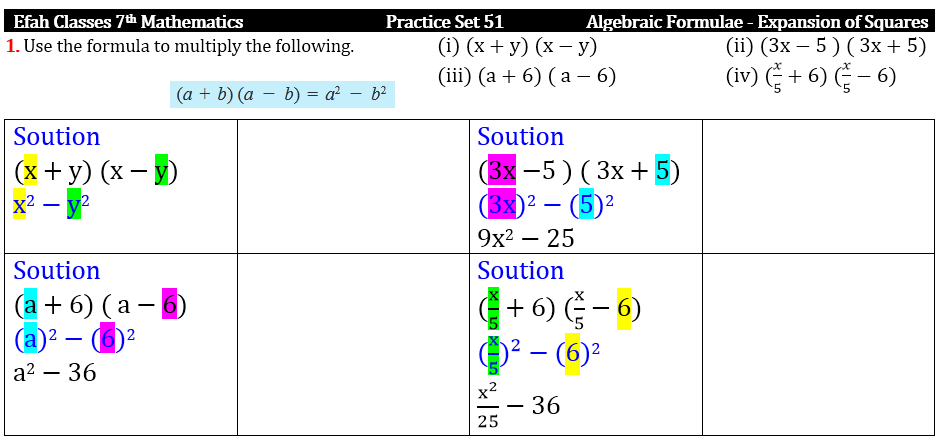 Efah Classes 7th Mathematics Practice Set 51 Algebraic Formulae - Expansion of Squares
1. Use the formula to multiply the following. (i) (x + y) (x – y) (ii) (3x – 5 ) ( 3x + 5)
(iii) (a + 6) ( a – 6) (iv) (x/5 + 6) (x/5 – 6)
(a + b) (a − b) = a² − b²
Soution
(x + y) (x – y)
x² – y²
Soution
(3x –5 ) ( 3x + 5)
(3x)² – (5)²
9x² – 25
Soution
(a + 6) ( a – 6)
(a)² – (6)²
a² – 36
Soution
(x/5 + 6) (x/5 – 6)
(x/5)² – (6)²
x²/25 – 36